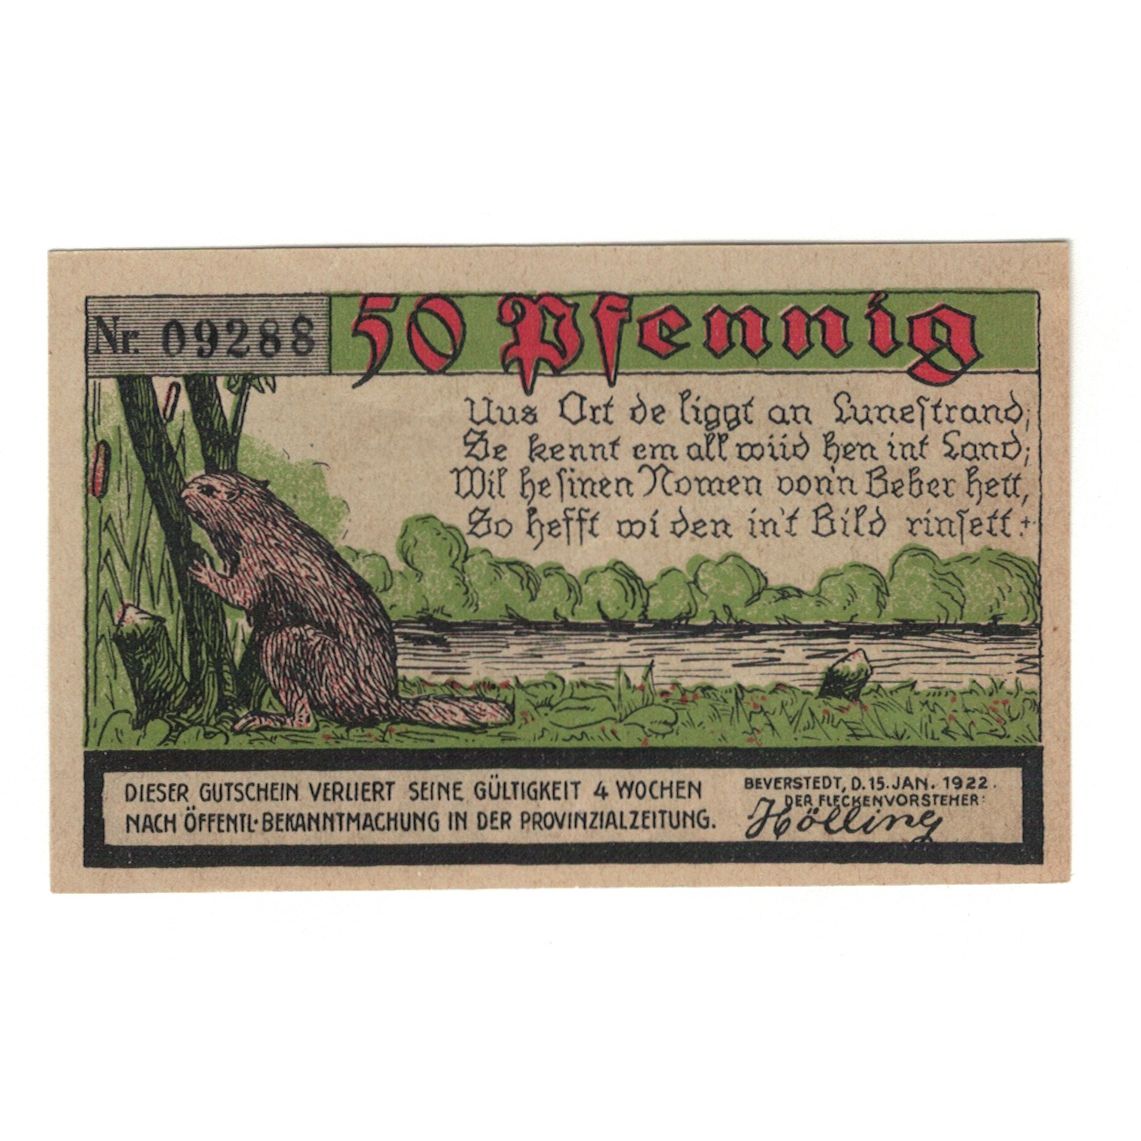 Nr. 09288
50 Pfennig
Uus Ort de liggt an Lunestrand;
Se kennt em all wiid hen int Land;
Wil he sinen Nomen von'n Beber hett,
So hefft wi den in't Bild rinsett.
DIESER GUTSCHEIN VERLIERT SEINE GÜLTIGKEIT 4 WOCHEN
NACH ÖFFENTL. BEKANNTMACHUNG IN DER PROVINZIALZEITUNG.
BEVERSTEDT, D. 15. JAN. 1922.
DER FLECKENVORSTEHER:
Hölling